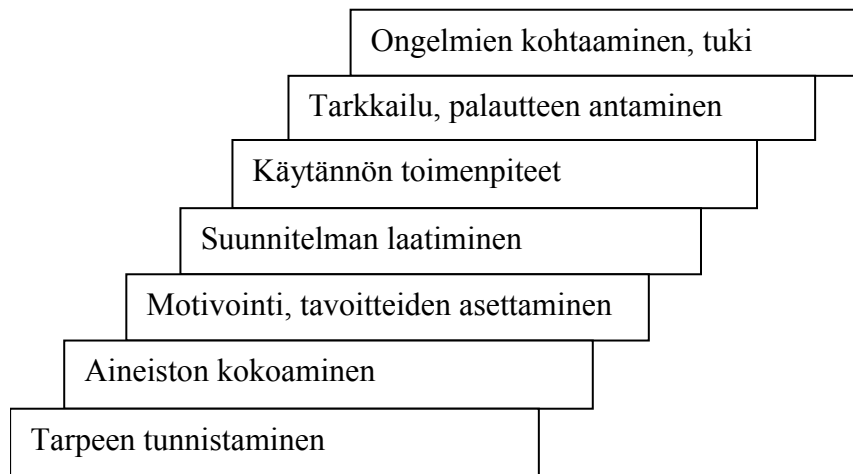 Ongelmien kohtaaminen, tuki
Tarkkailu, palautteen antaminen
Käytännön toimenpiteet
Suunnitelman laatiminen
Motivointi, tavoitteiden asettaminen
Aineiston kokoaminen
Tarpeen tunnistaminen